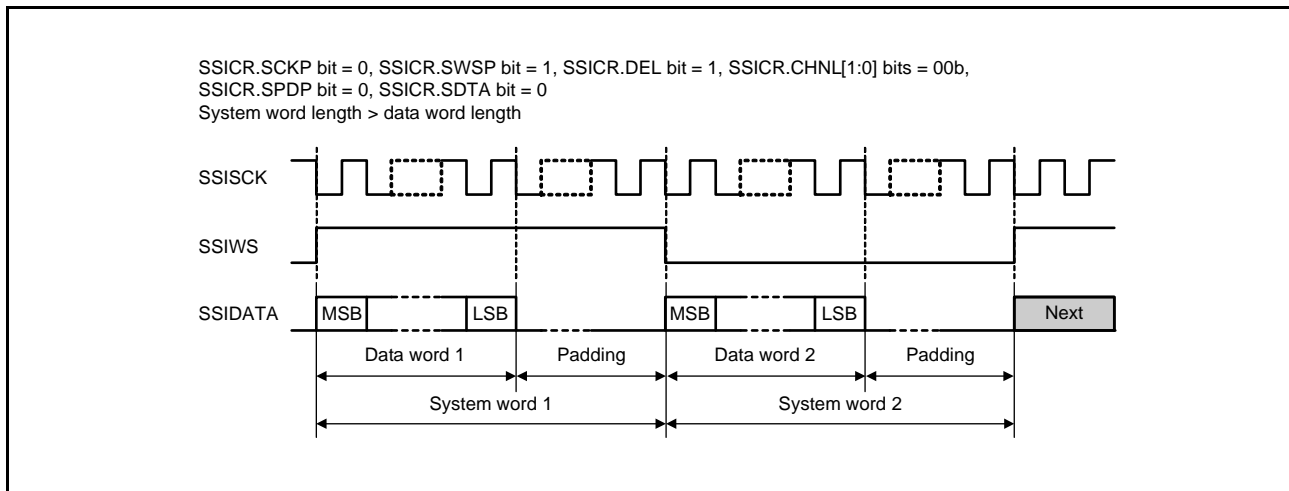 SSICR.SCKP bit = 0, SSICR.SWSP bit = 1, SSICR.DEL bit = 1, SSICR.CHNL[1:0] bits = 00b,
SSICR.SPDP bit = 0, SSICR.SDTA bit = 0
System word length > data word length
SSISCK
SSIWS
SSIDATA MSB LSB MSB LSB Next
Data word 1 Padding Data word 2 Padding
System word 1 System word 2